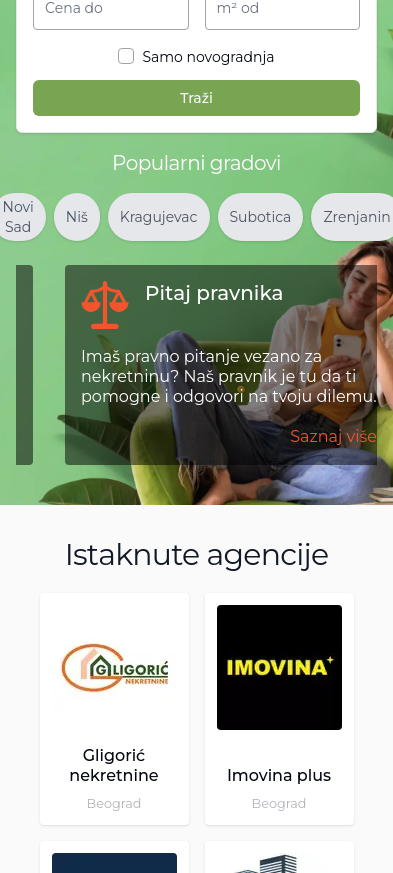 Cena do
m² od
Samo novogradnja
Traži
Popularni gradovi
Novi
Sad
Niš
Kragujevac
Subotica
Zrenjanin
Pitaj pravnika
Imaš pravno pitanje vezano za
nekretninu? Naš pravnik je tu da ti
pomogne i odgovori na tvoju dilemu.
Saznaj više
Istaknute agencije
GLIGORIĆ
NEKRETNINE
IMOVINA+
Gligorić
nekretnine
Beograd
Imovina plus
Beograd